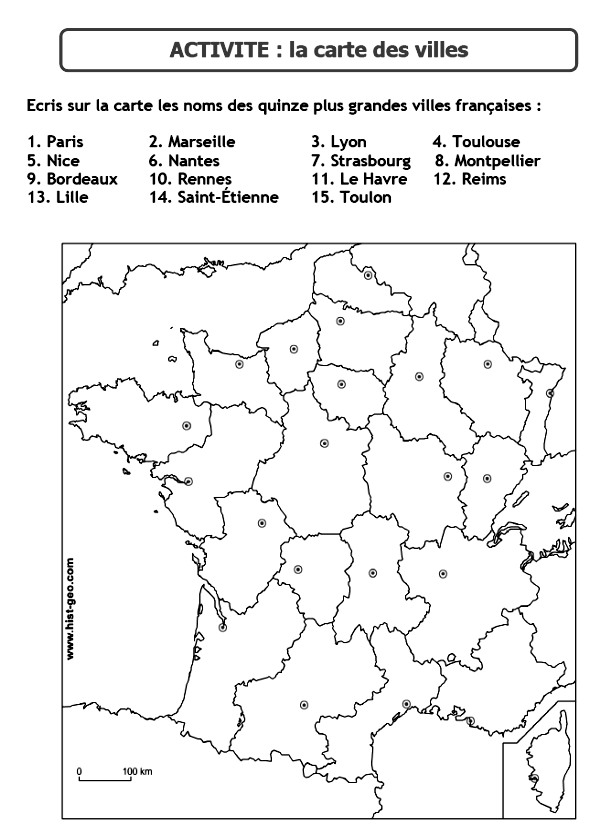 ACTIVITE : la carte des villes
Ecris sur la carte les noms des quinze plus grandes villes françaises :
1. Paris 2. Marseille 3. Lyon 4. Toulouse
5. Nice 6. Nantes 7. Strasbourg 8. Montpellier
9. Bordeaux 10. Rennes 11. Le Havre 12. Reims
13. Lille 14. Saint-Étienne 15. Toulon
www.hist-geo.com
0 100 km